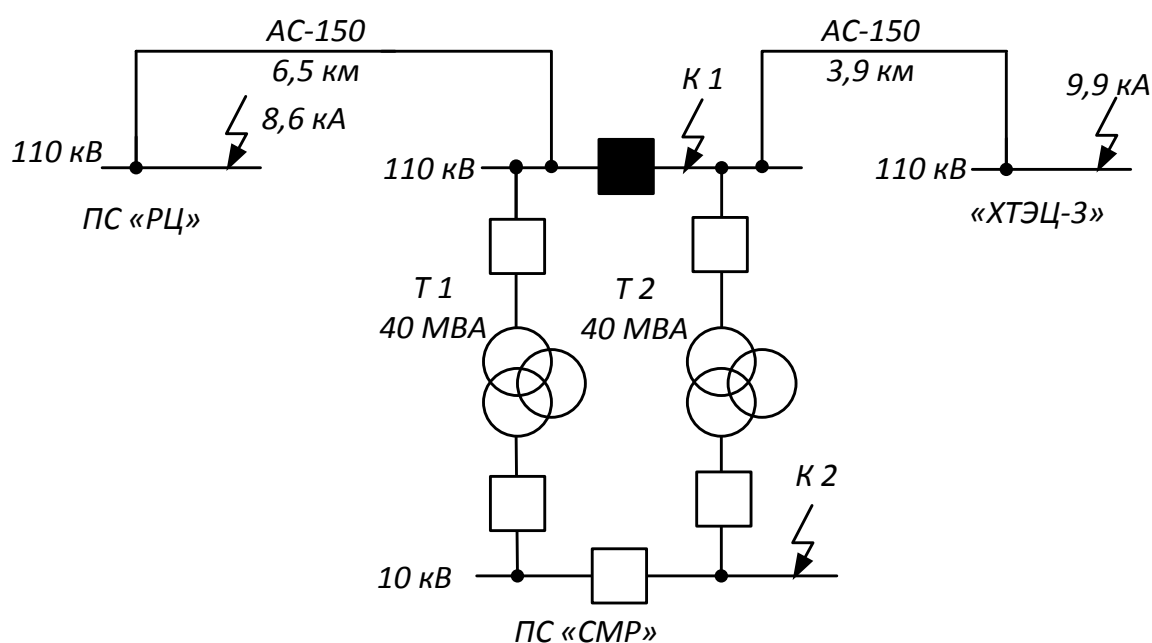 АС-150
6,5 км
8,6 кА
110 кВ
ПС «РЦ»
К 1
110 кВ
АС-150
3,9 км
9,9 кА
110 кВ
«ХТЭЦ-3»
Т 1
40 МВА
Т 2
40 МВА
К 2
10 кВ
ПС «СМР»